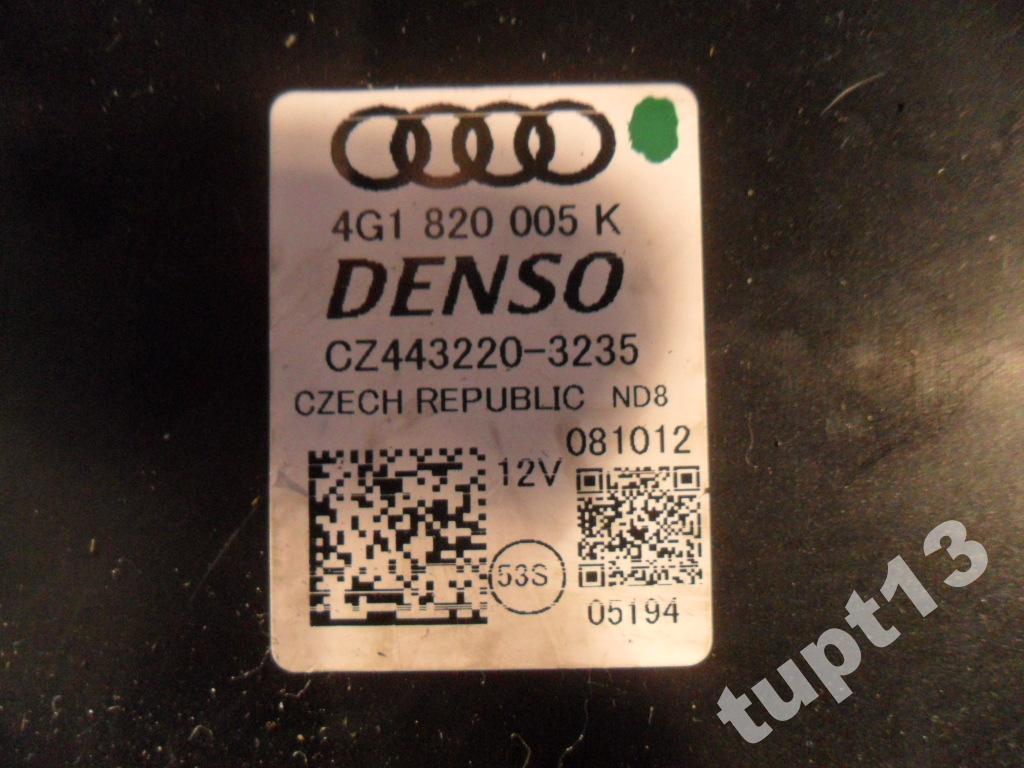 4G1 820 005 K
DENSO
CZ443220-3235
CZECH REPUBLIC ND8
081012
12V
53S
05194
tupt13